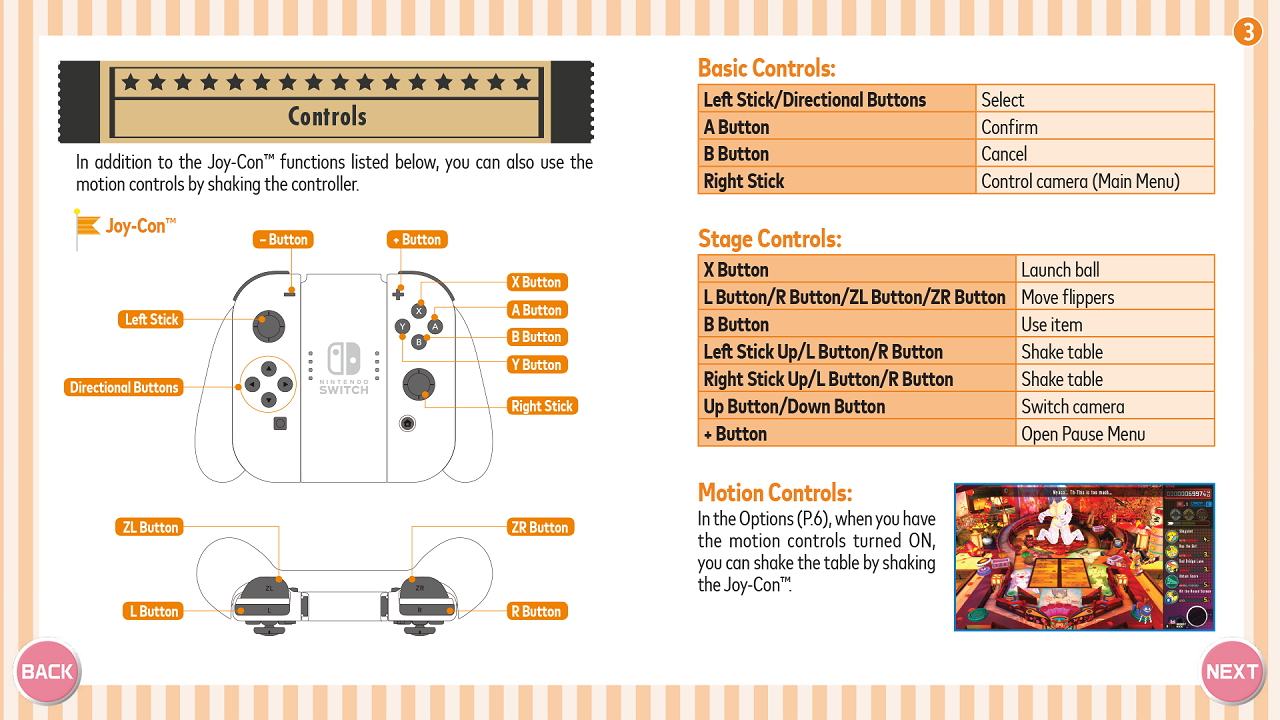 3
Controls
In addition to the Joy-Con™ functions listed below, you can also use the
motion controls by shaking the controller.
Joy-Con™
– Button
+ Button
X Button
A Button
B Button
Y Button
Left Stick
Directional Buttons
Right Stick
X
Y
A
B
NINTENDO
SWITCH
ZL Button
ZR Button
ZL
ZR
L
R
L Button
R Button
Basic Controls:
Left Stick/Directional Buttons Select
A Button Confirm
B Button Cancel
Right Stick Control camera (Main Menu)
Stage Controls:
X Button Launch ball
L Button/R Button/ZL Button/ZR Button Move flippers
B Button Use item
Left Stick Up/L Button/R Button Shake table
Right Stick Up/L Button/R Button Shake table
Up Button/Down Button Switch camera
+ Button Open Pause Menu
Motion Controls:
In the Options (P.6), when you have
the motion controls turned ON,
you can shake the table by shaking
the Joy-Con™.
BACK
NEXT